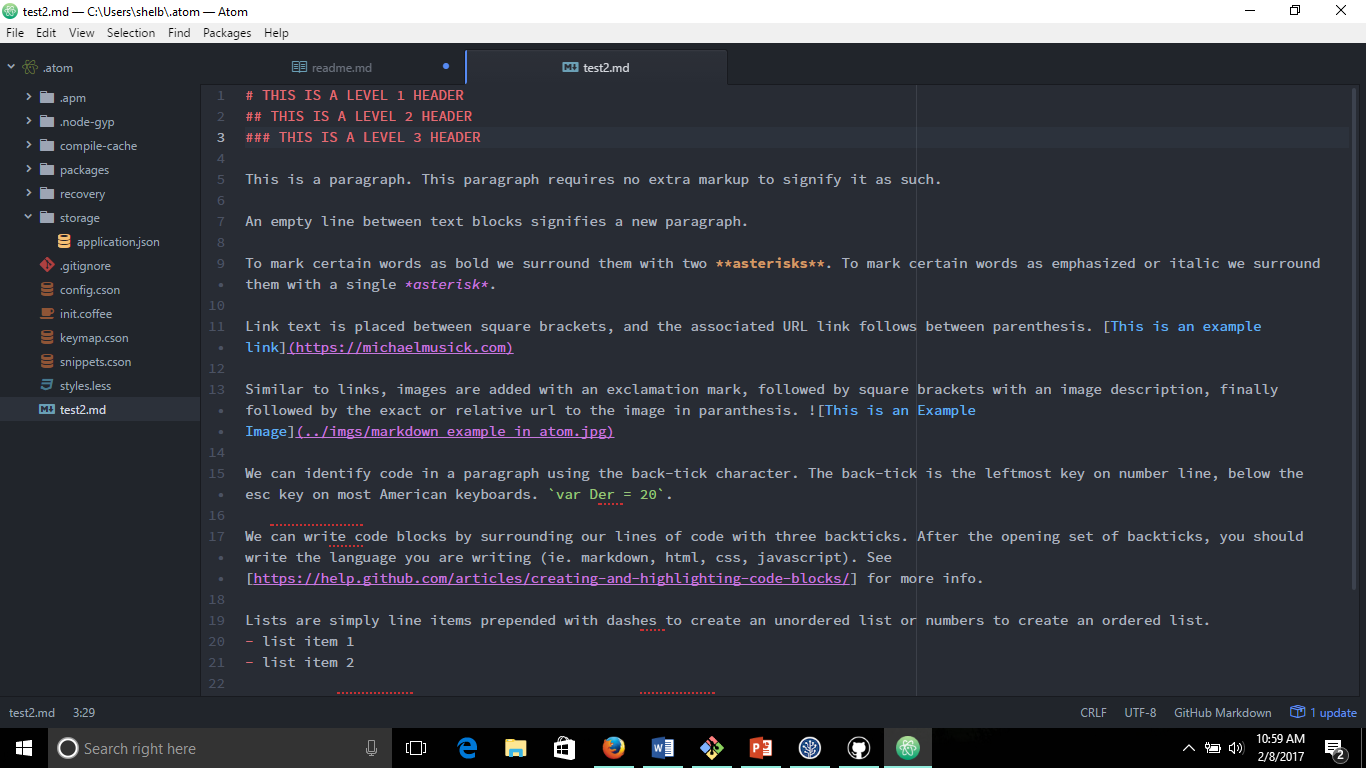 test2.md — C:\Users\shelb\.atom — Atom
File Edit View Selection Find Packages Help
.atom
readme.md
test2.md
.apm
.node-gyp
compile-cache
packages
recovery
storage
application.json
.gitignore
config.cson
init.coffee
keymap.cson
snippets.cson
styles.less
test2.md
1 # THIS IS A LEVEL 1 HEADER
2 ## THIS IS A LEVEL 2 HEADER
3 ### THIS IS A LEVEL 3 HEADER
4
5 This is a paragraph. This paragraph requires no extra markup to signify it as such.
6
7 An empty line between text blocks signifies a new paragraph.
8
9 To mark certain words as bold we surround them with two **asterisks**. To mark certain words as emphasized or italic we surround
• them with a single *asterisk*.
10
11 Link text is placed between square brackets, and the associated URL link follows between parenthesis. [This is an example
• link](https://michaelmusick.com)
12
13 Similar to links, images are added with an exclamation mark, followed by square brackets with an image description, finally
• followed by the exact or relative url to the image in paranthesis. ![This is an Example
• Image](../imgs/markdown_example_in_atom.jpg)
14
15 We can identify code in a paragraph using the back-tick character. The back-tick is the leftmost key on number line, below the
• esc key on most American keyboards. `var Der = 20`.
16
17 We can write code blocks by surrounding our lines of code with three backticks. After the opening set of backticks, you should
• write the language you are writing (ie. markdown, html, css, javascript). See
• [https://help.github.com/articles/creating-and-highlighting-code-blocks/] for more info.
18
19 Lists are simply line items prepended with dashes to create an unordered list or numbers to create an ordered list.
20 - list item 1
21 - list item 2
22
test2.md 3:29
CRLF UTF-8 GitHub Markdown 1 update
Search right here
10:59 AM
2/8/2017
2